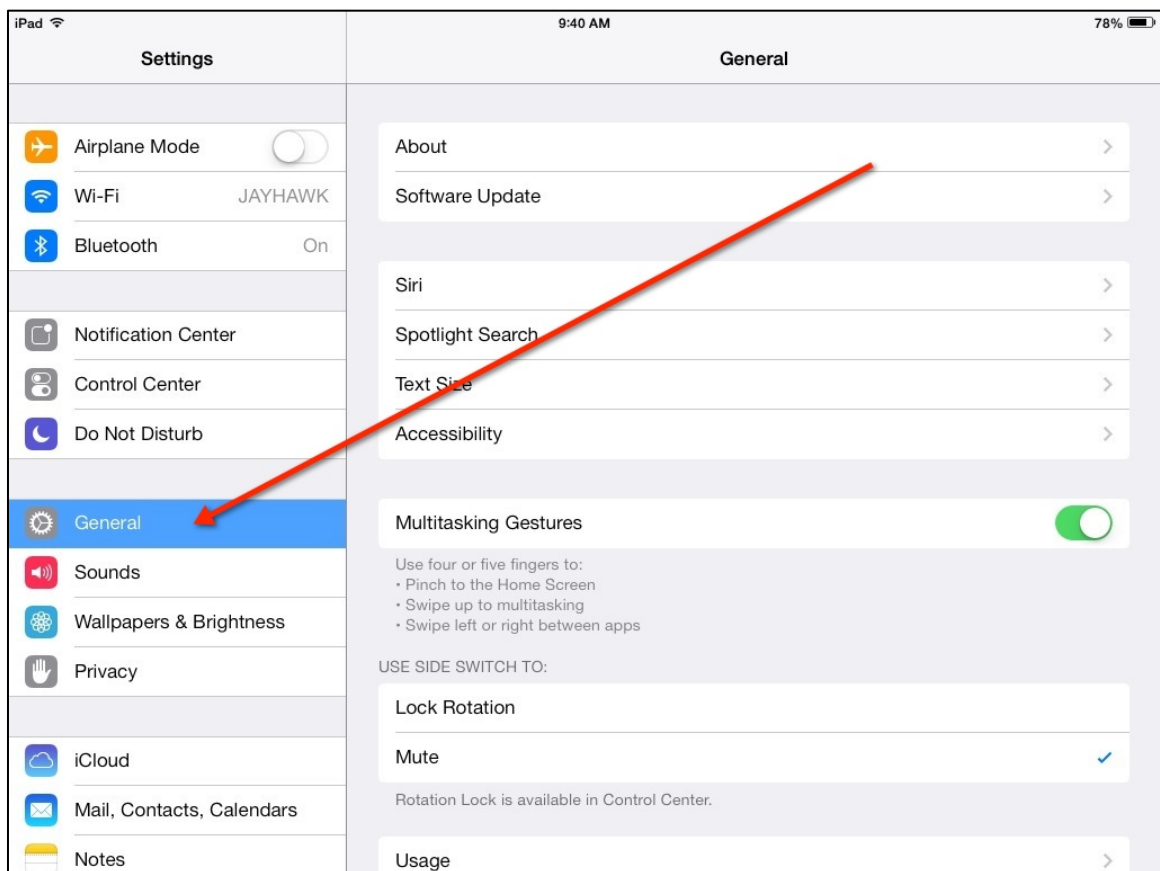 iPad 9:40 AM 78%
Settings
General
Airplane Mode
Wi-Fi JAYHAWK
Bluetooth On
Notification Center
Control Center
Do Not Disturb
General
Sounds
Wallpapers & Brightness
Privacy
iCloud
Mail, Contacts, Calendars
Notes
About
Software Update
Siri
Spotlight Search
Text Size
Accessibility
Multitasking Gestures
Use four or five fingers to:
• Pinch to the Home Screen
• Swipe up to multitasking
• Swipe left or right between apps
USE SIDE SWITCH TO:
Lock Rotation
Mute
Rotation Lock is available in Control Center.
Usage